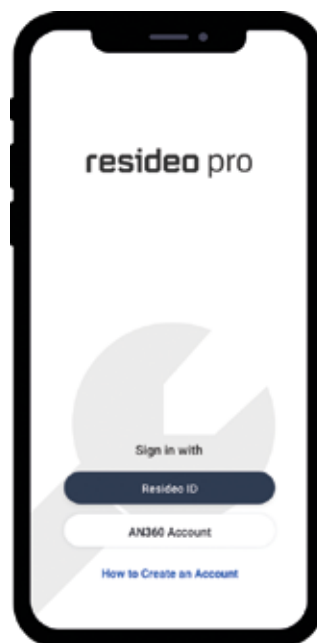 resideo pro
Sign in with
Resideo ID
AN360 Account
How to Create an Account